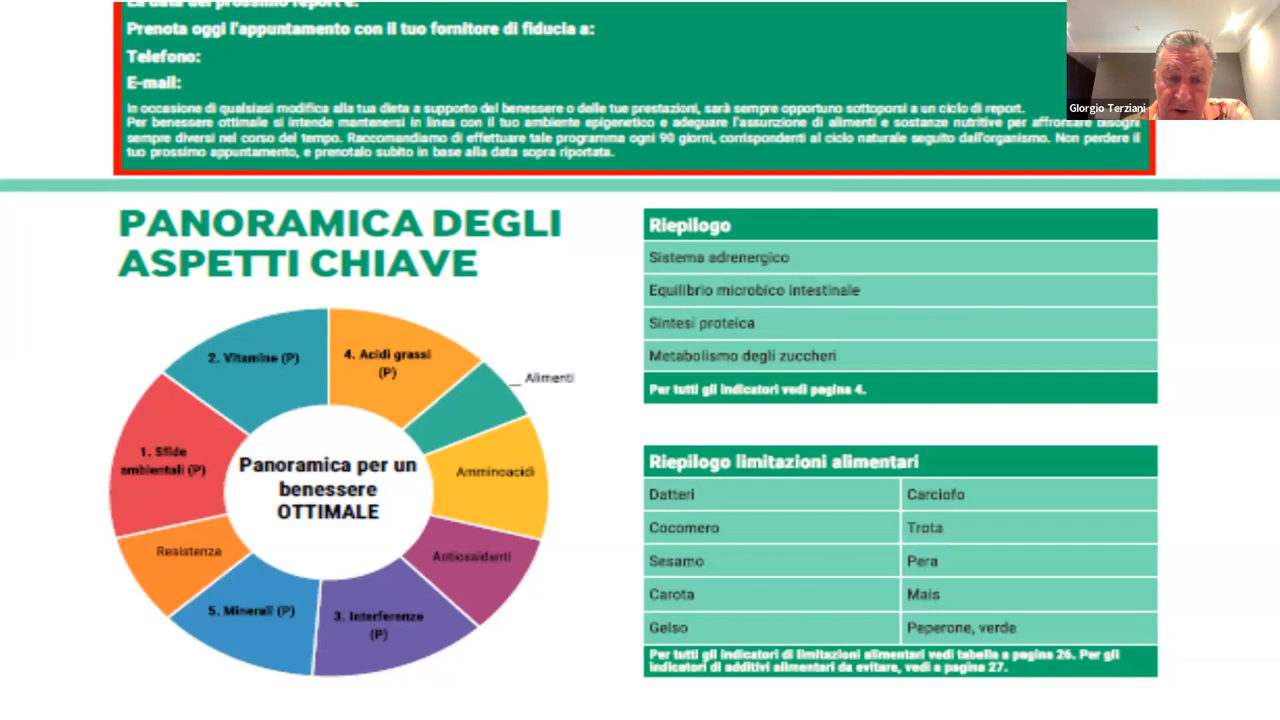 La data del prossimo report è:
Prenota oggi l'appuntamento con il tuo fornitore di fiducia a:
Telefono:
E-mail:
In occasione di qualsiasi modifica alla tua dieta a supporto del benessere o delle tue prestazioni, sarà sempre opportuno sottoporsi a un ciclo di report.
Per benessere ottimale si intende mantenersi in linea con il tuo ambiente epigenetico e adeguare l'assunzione di alimenti e sostanze nutritive per affrontare bisogni
sempre diversi nel corso del tempo. Raccomandiamo di effettuare tale programma ogni 90 giorni, corrispondenti al ciclo naturale seguito dall'organismo. Non perdere il
tuo prossimo appuntamento, e prenotalo subito in base alla data sopra riportata.
Giorgio Terziani
PANORAMICA DEGLI
ASPETTI CHIAVE
2. Vitamine (P)
4. Acidi grassi
(P)
Alimenti
1. Sfide
ambientali (P)
Amminoacidi
Panoramica per un
benessere
OTTIMALE
Resistenza
Antiossidanti
5. Minerali (P)
3. Interferenze
(P)
Riepilogo
Sistema adrenergico
Equilibrio microbico intestinale
Sintesi proteica
Metabolismo degli zuccheri
Per tutti gli indicatori vedi pagina 4.
Riepilogo limitazioni alimentari
Datteri Carciofo
Cocomero Trota
Sesamo Pera
Carota Mais
Gelso Peperone, verde
Per tutti gli indicatori di limitazioni alimentari vedi tabella a pagina 26. Per gli
indicatori di additivi alimentari da evitare, vedi a pagina 27.